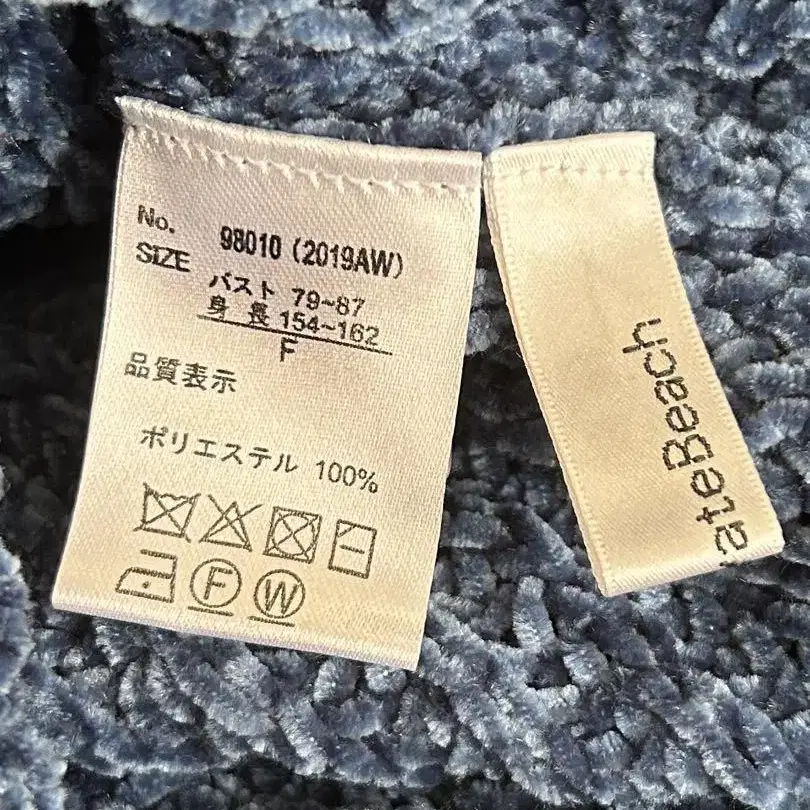 No. 98010 (2019AW)
SIZE
バスト 79~87
身 長 154~162
F
品質表示
ポリエステル 100%
F W
ateBeach